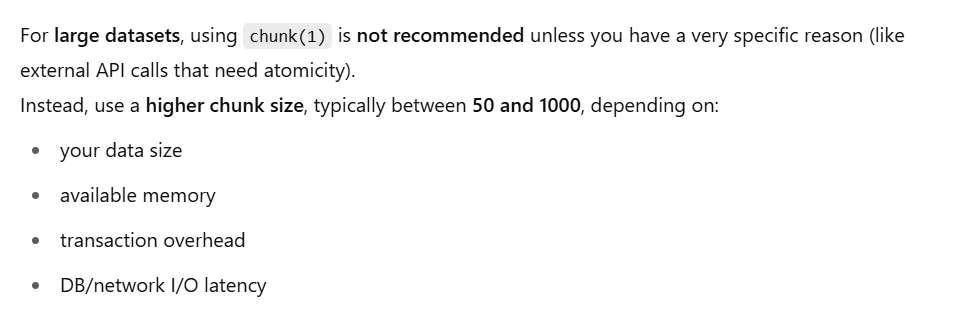 For large datasets, using chunk(1) is not recommended unless you have a very specific reason (like
external API calls that need atomicity).
Instead, use a higher chunk size, typically between 50 and 1000, depending on:
your data size
available memory
transaction overhead
DB/network I/O latency